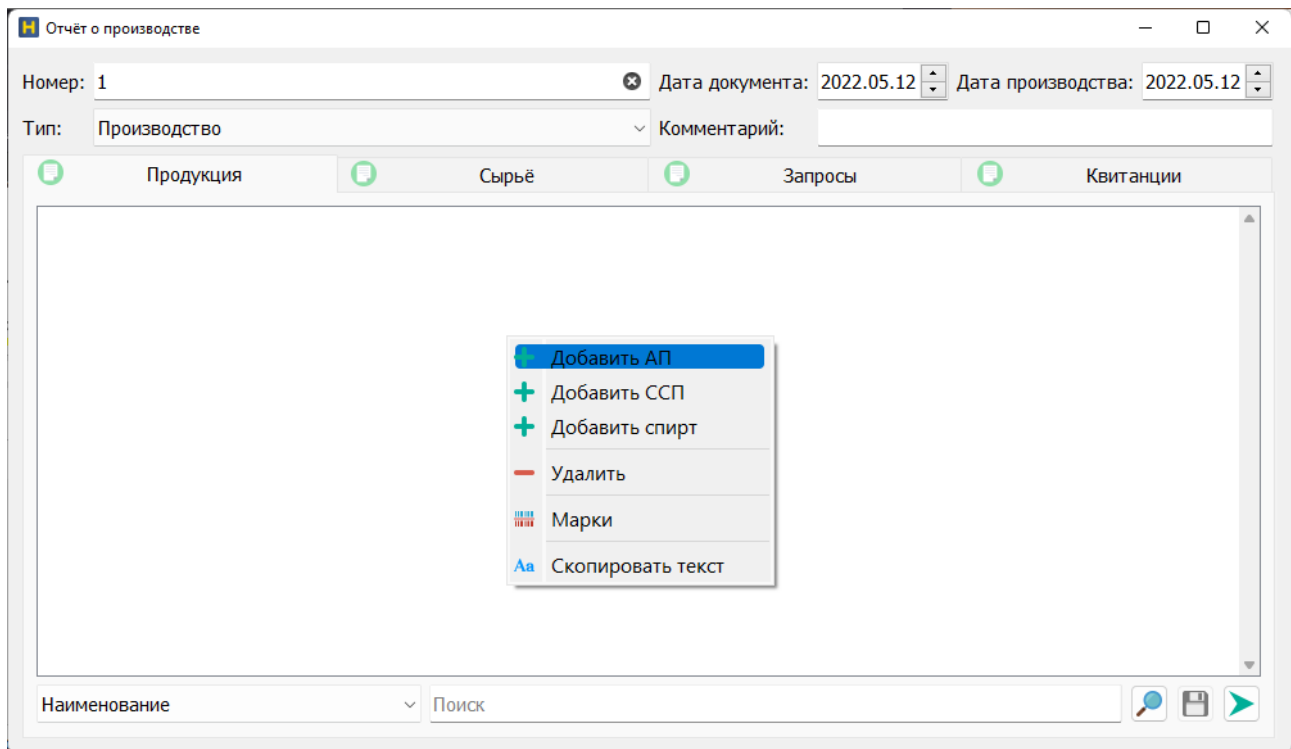 Отчёт о производстве
Номер: 1 Дата документа: 2022.05.12 Дата производства: 2022.05.12
Тип: Производство Комментарий:
Продукция Сырьё Запросы Квитанции
Добавить АП
Добавить ССП
Добавить спирт
Удалить
Марки
Аа Скопировать текст
Наименование Поиск